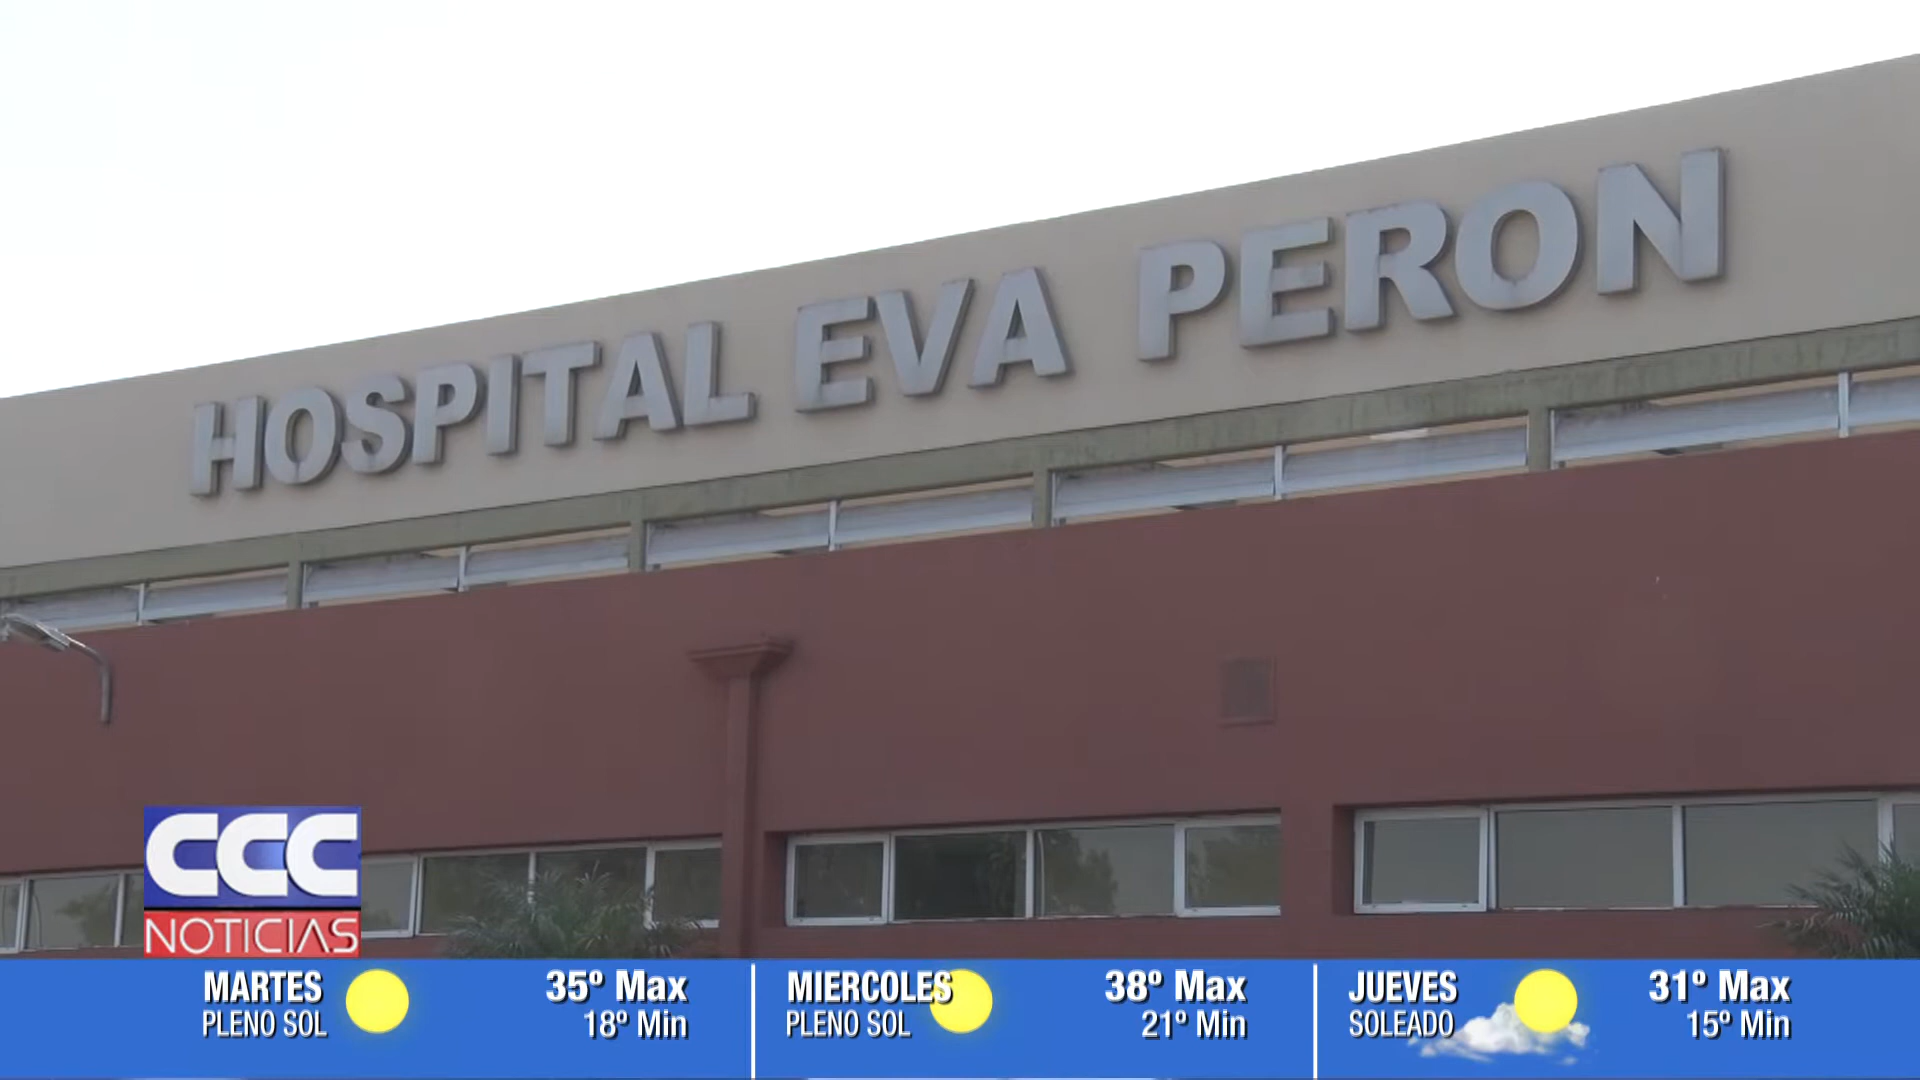 HOSPITAL EVA PERON
CCC
NOTICIAS
MARTES
PLENO SOL
35º Max
18º Min
MIERCOLES
PLENO SOL
38º Max
21º Min
JUEVES
SOLEADO
31º Max
15º Min